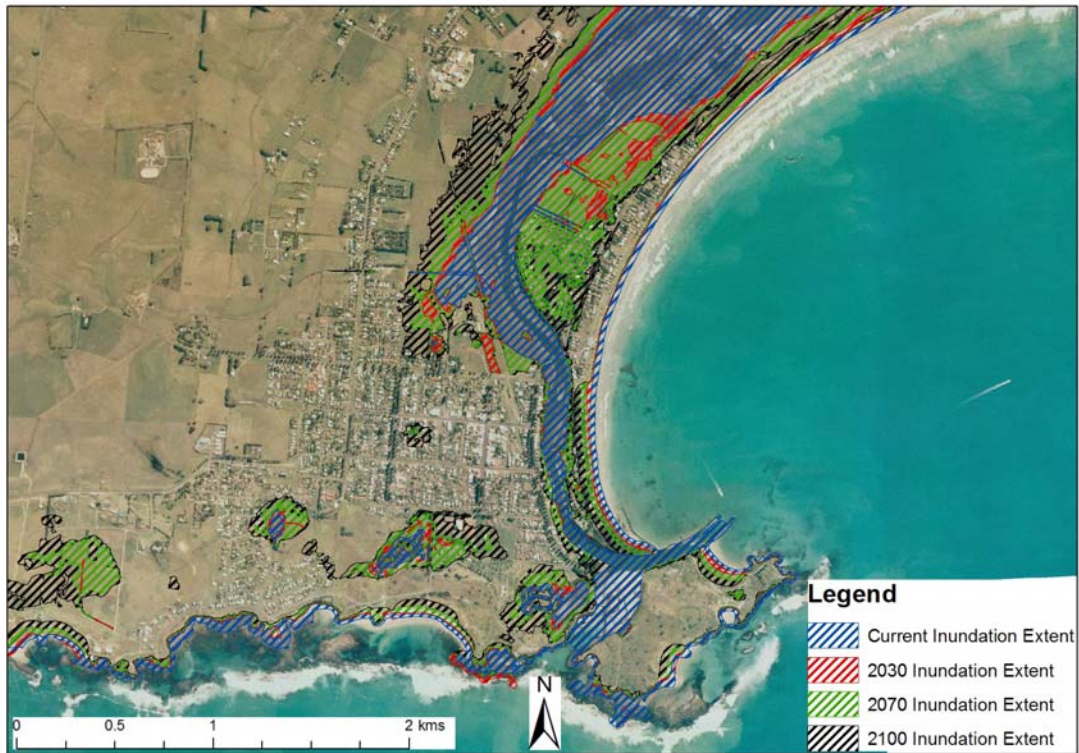 Legend
Current Inundation Extent
2030 Inundation Extent
2070 Inundation Extent
2100 Inundation Extent
N
0 0.5 1 2 kms